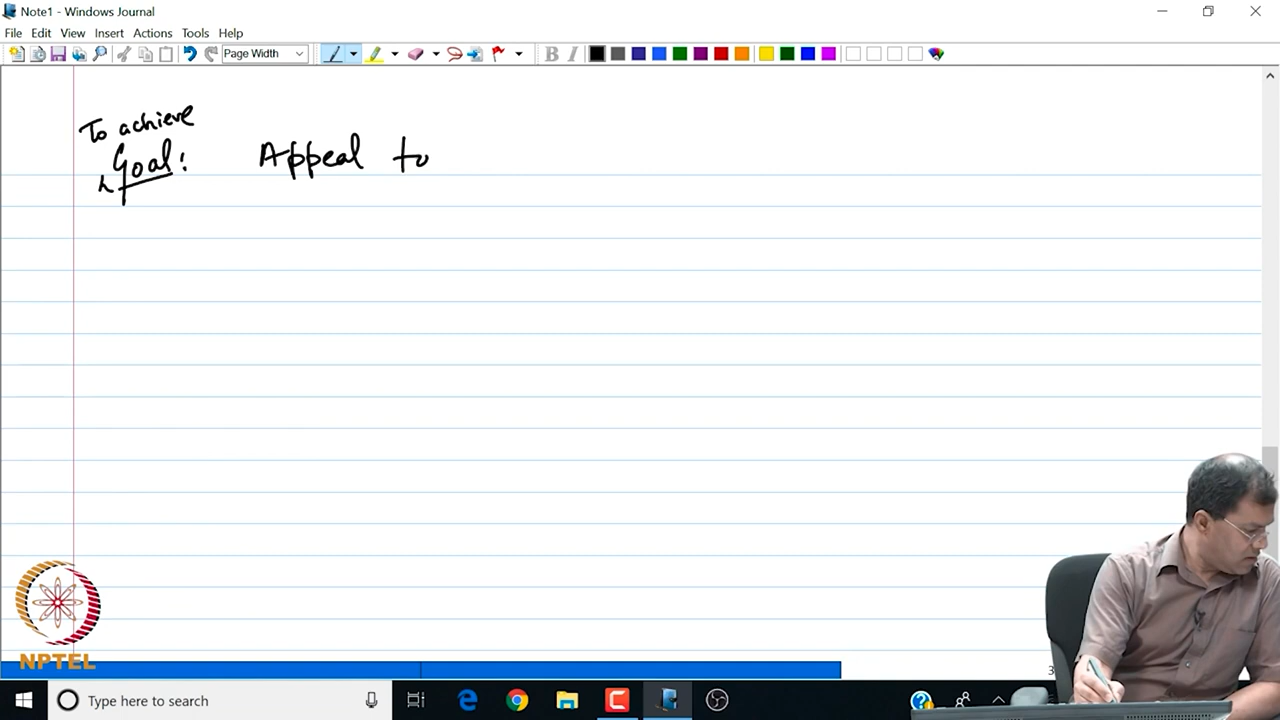 Note1 - Windows Journal
File Edit View Insert Actions Tools Help
Page Width
B I
To achieve
Goal: Appeal to
NPTEL
3
Type here to search